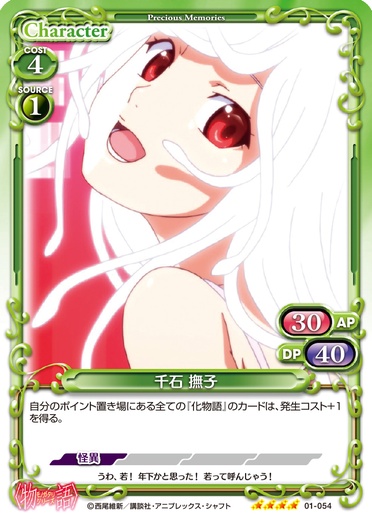 Precious Memories
Character
COST
4
SOURCE
1
30 AP
DP 40
千石 撫子
自分のポイント置き場にある全ての『化物語』のカードは、発生コスト+1
を得る。
怪異
うわ、若！ 年下かと思った！ 若って呼んじゃう！
物語
©西尾維新／講談社・アニプレックス・シャフト
★★★★ 01-054